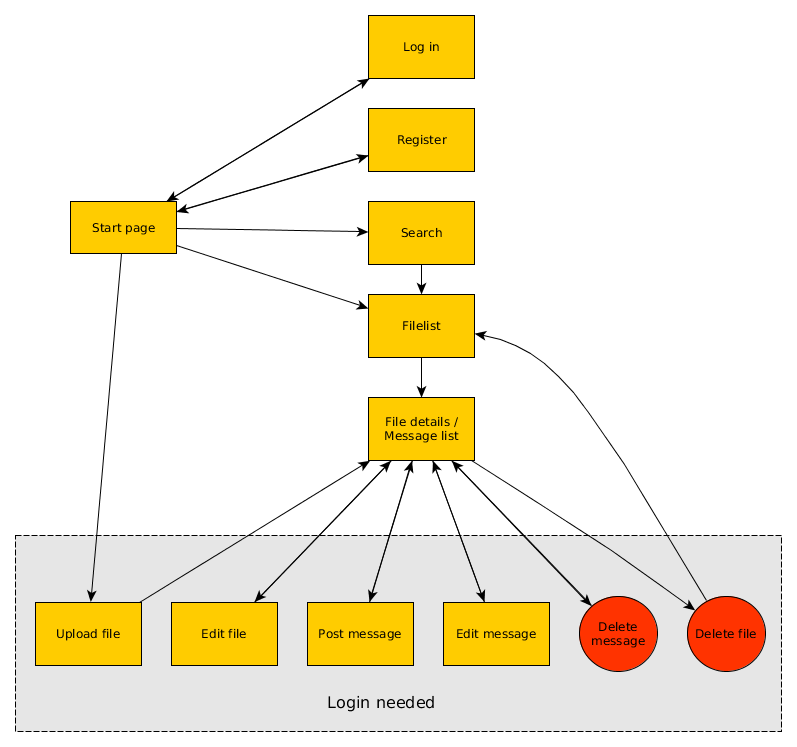 Log in
Register
Start page
Search
Filelist
File details /
Message list
Upload file
Edit file
Post message
Edit message
Delete
message
Delete file
Login needed